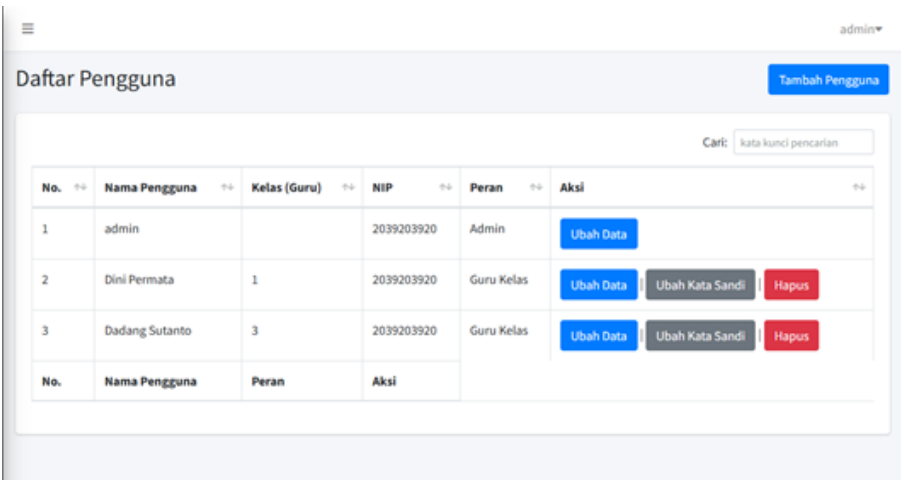 admin
Daftar Pengguna
Tambah Pengguna
Cari: kata kunci pencarian
No. Nama Pengguna Kelas (Guru) NIP Peran Aksi
1 admin 2039203920 Admin Ubah Data
2 Dini Permata 1 2039203920 Guru Kelas Ubah Data | Ubah Kata Sandi | Hapus
3 Dadang Sutanto 3 2039203920 Guru Kelas Ubah Data | Ubah Kata Sandi | Hapus
No. Nama Pengguna Peran Aksi